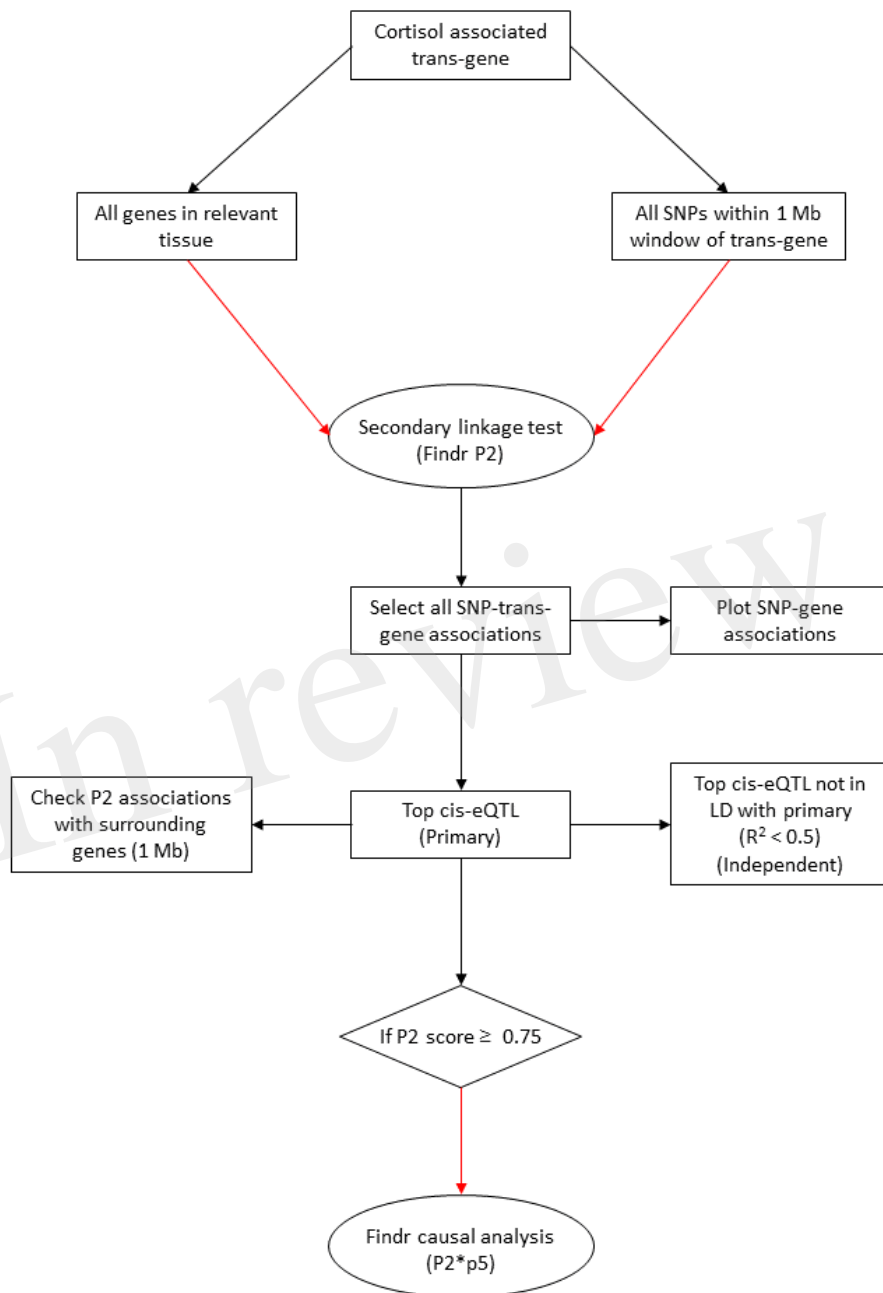 Cortisol associated
trans-gene
All genes in relevant
tissue
All SNPs within 1 Mb
window of trans-gene
Secondary linkage test
(Findr P2)
Select all SNP-trans-
gene associations
Plot SNP-gene
associations
In review
Check P2 associations
with surrounding
genes (1 Mb)
Top cis-eQTL
(Primary)
Top cis-eQTL not in
LD with primary
(R² < 0.5)
(Independent)
If P2 score ≥ 0.75
Findr causal analysis
(P2*p5)